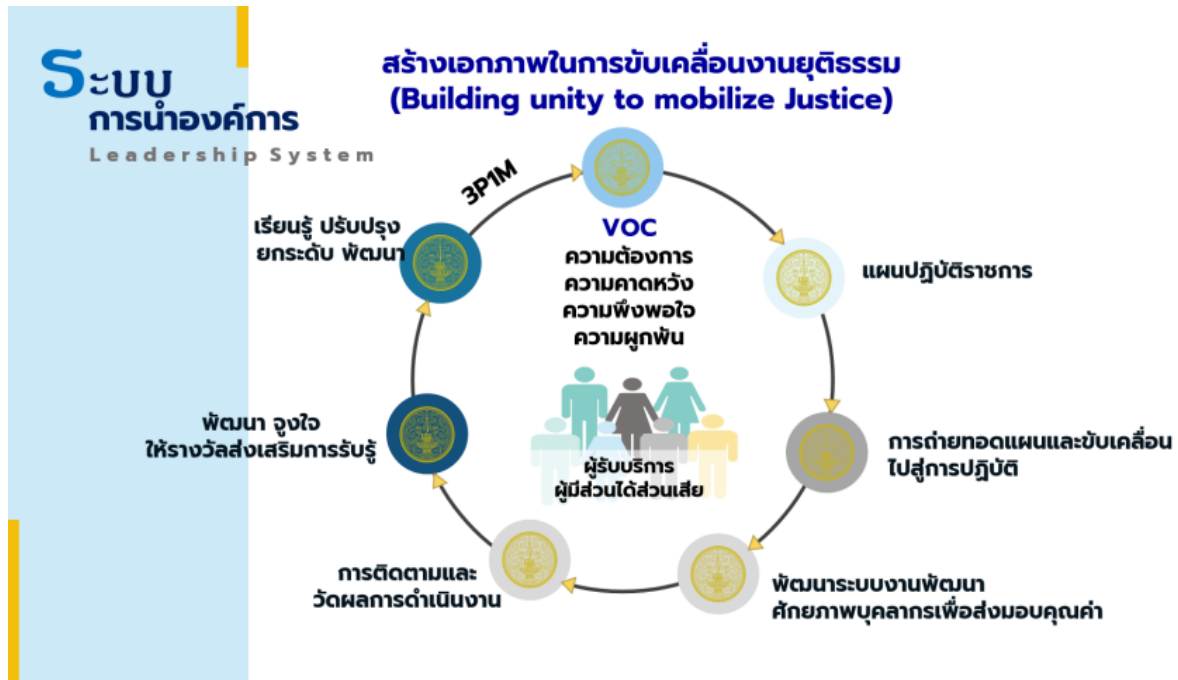 ระบบ
การนำองค์การ
Leadership System
สร้างเอกภาพในการขับเคลื่อนงานยุติธรรม
(Building unity to mobilize Justice)
3P1M
VOC
ความต้องการ
ความคาดหวัง
ความพึงพอใจ
ความผูกพัน
ผู้รับบริการ
ผู้มีส่วนได้ส่วนเสีย
แผนปฏิบัติราชการ
การถ่ายทอดแผนและขับเคลื่อน
ไปสู่การปฏิบัติ
พัฒนาระบบงานพัฒนา
ศักยภาพบุคลากรเพื่อส่งมอบคุณค่า
การติดตามและ
วัดผลการดำเนินงาน
พัฒนา จูงใจ
ให้รางวัลส่งเสริมการรับรู้
เรียนรู้ ปรับปรุง
ยกระดับ พัฒนา